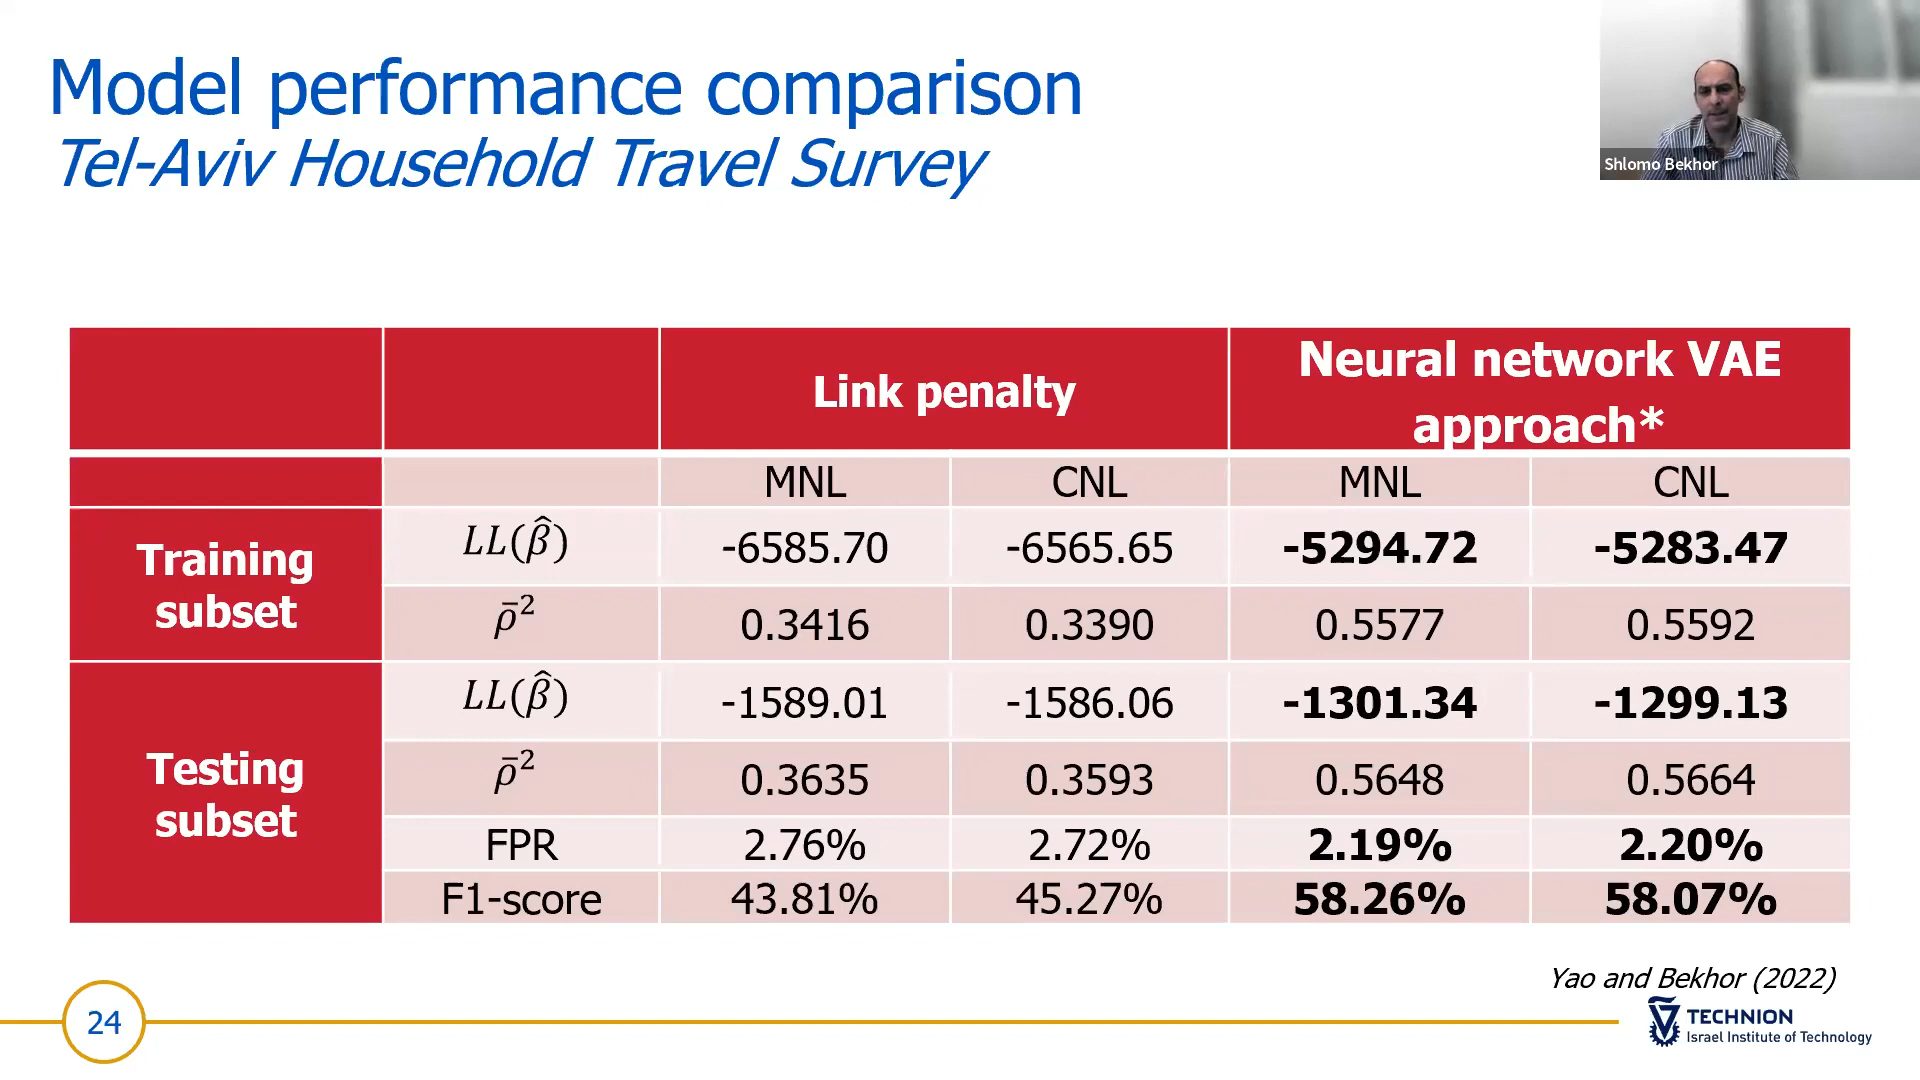 Model performance comparison
Tel-Aviv Household Travel Survey
Shlomo Bekhor
Link penalty
Neural network VAE
approach*
MNL CNL MNL CNL
Training
subset
LL(β̂) -6585.70 -6565.65 -5294.72 -5283.47
ρ̄² 0.3416 0.3390 0.5577 0.5592
Testing
subset
LL(β̂) -1589.01 -1586.06 -1301.34 -1299.13
ρ̄² 0.3635 0.3593 0.5648 0.5664
FPR 2.76% 2.72% 2.19% 2.20%
F1-score 43.81% 45.27% 58.26% 58.07%
Yao and Bekhor (2022)
24
TECHNION
Israel Institute of Technology